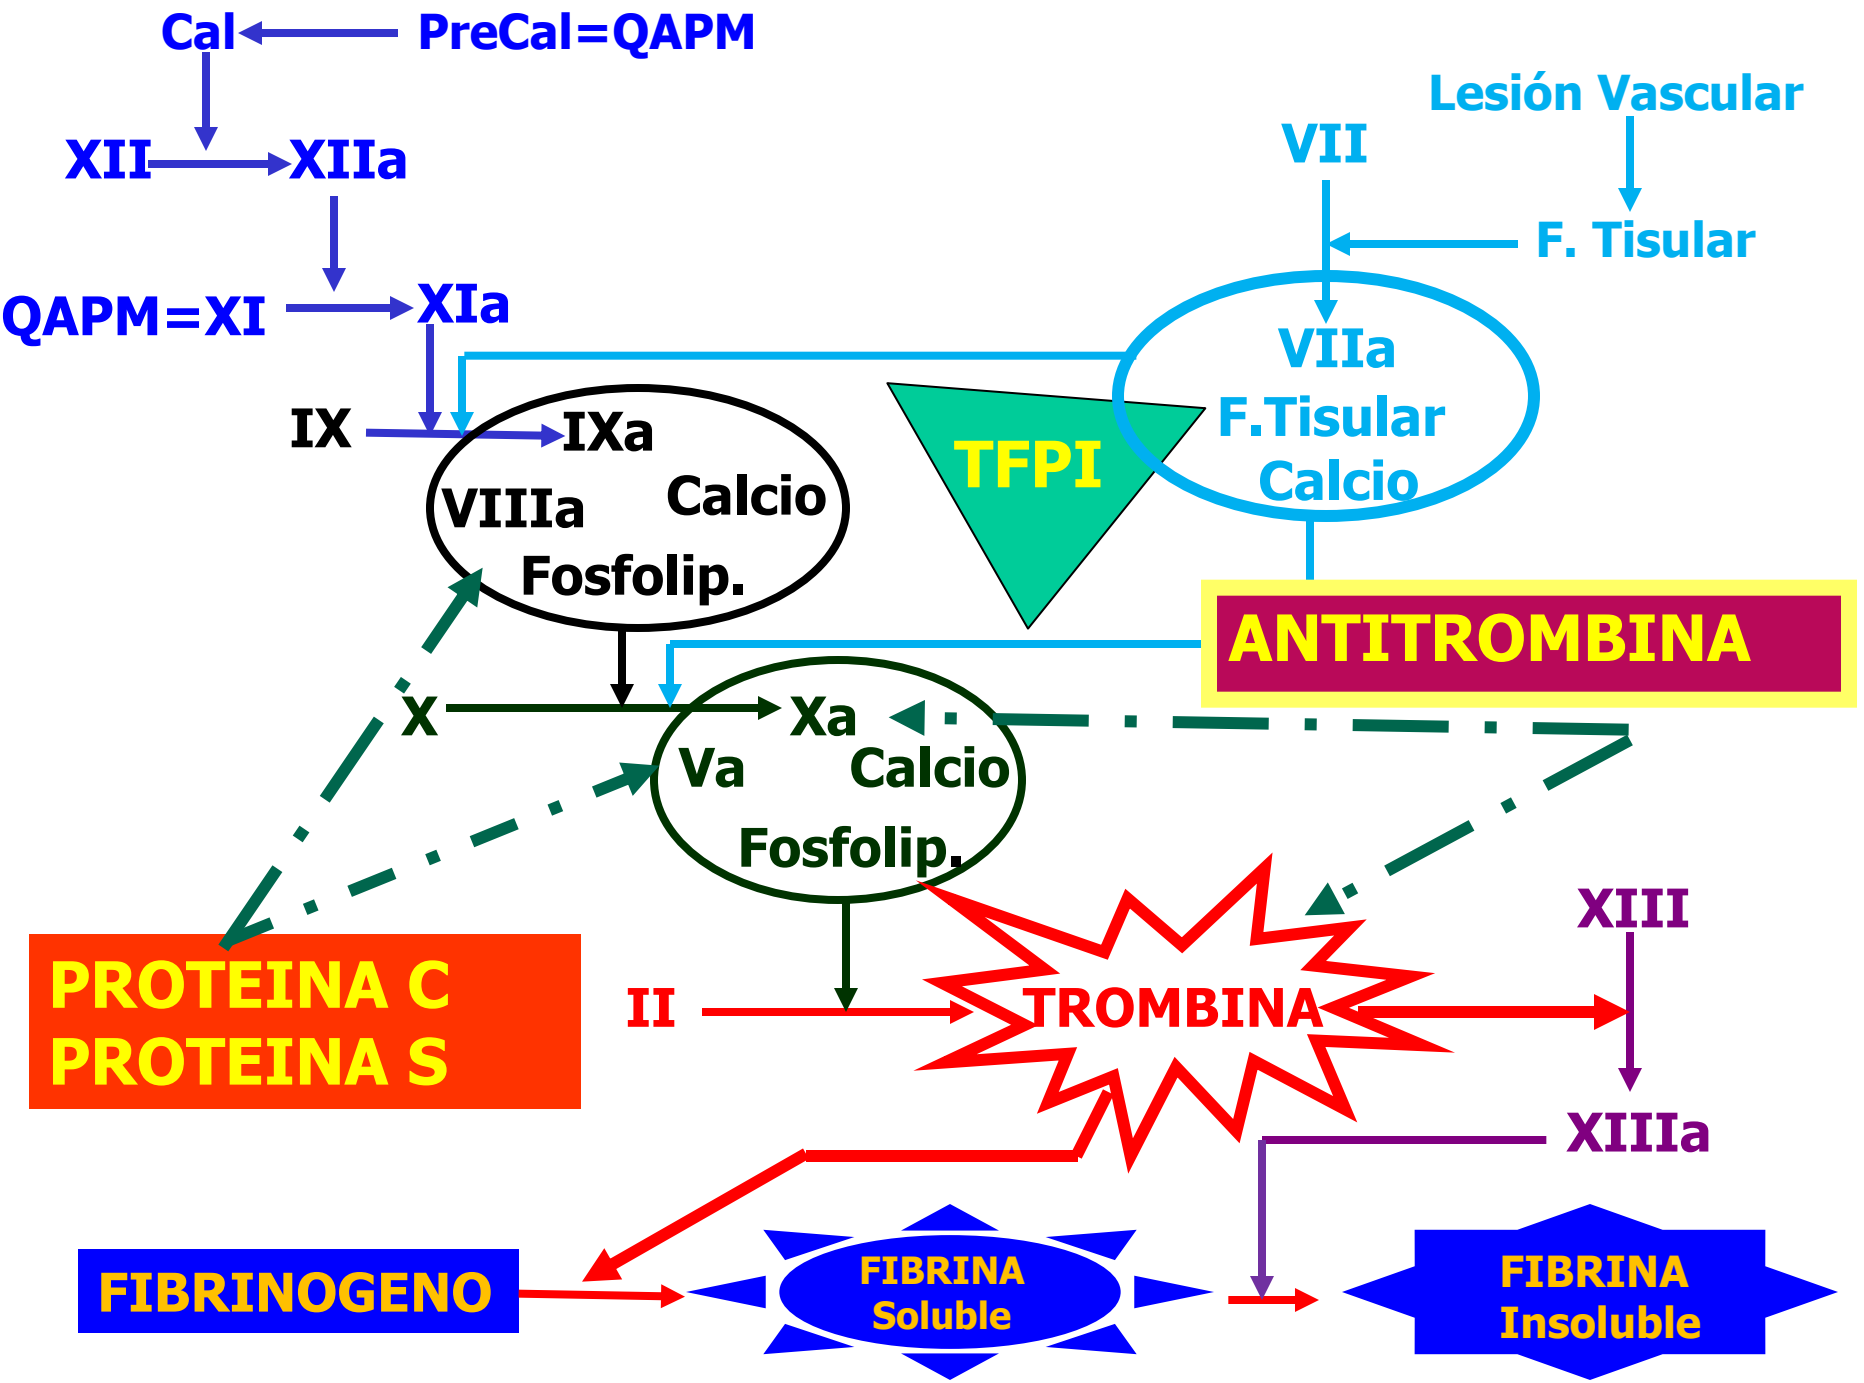 Cal
PreCal=QAPM
Lesión Vascular
VII
XII
XIIa
F. Tisular
QAPM=XI
XIa
VIIa
F.Tisular
Calcio
IX
IXa
TFPI
VIIIa
Calcio
Fosfolip.
ANTITROMBINA
X
Xa
Va
Calcio
Fosfolip.
XIII
PROTEINA C
PROTEINA S
II
TROMBINA
XIIIa
FIBRINOGENO
FIBRINA
Soluble
FIBRINA
Insoluble